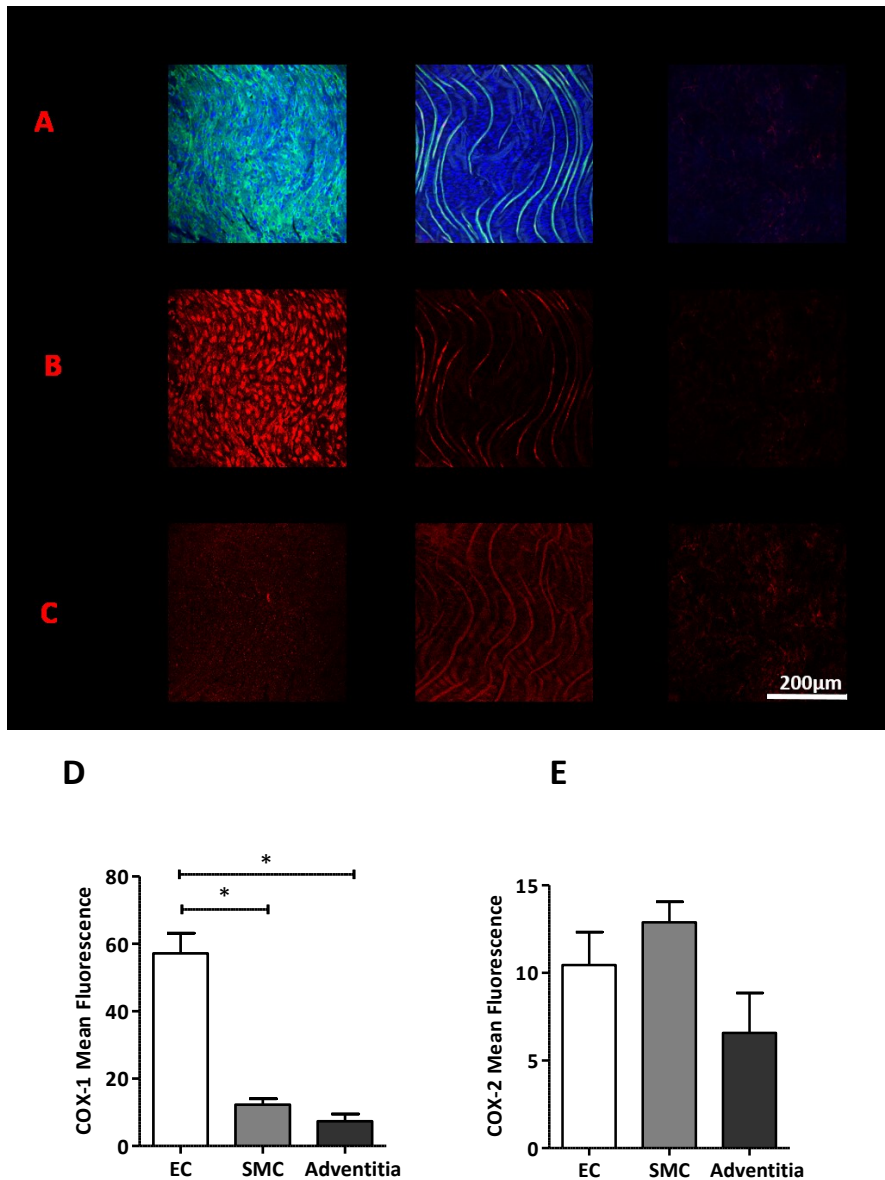 A
B
C
200µm
D
E
COX-1 Mean Fluorescence
80
60
40
20
0
*
*
EC SMC Adventitia
COX-2 Mean Fluorescence
15
10
5
0
EC SMC Adventitia